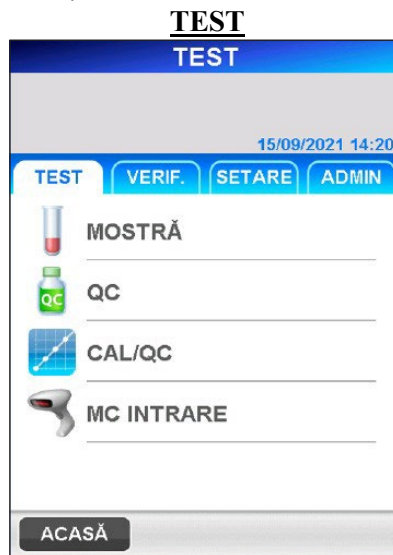 TEST
TEST
15/09/2021 14:20
TEST VERIF. SETARE ADMIN
MOSTRĂ
QC
QC
CAL/QC
MC INTRARE
ACASĂ